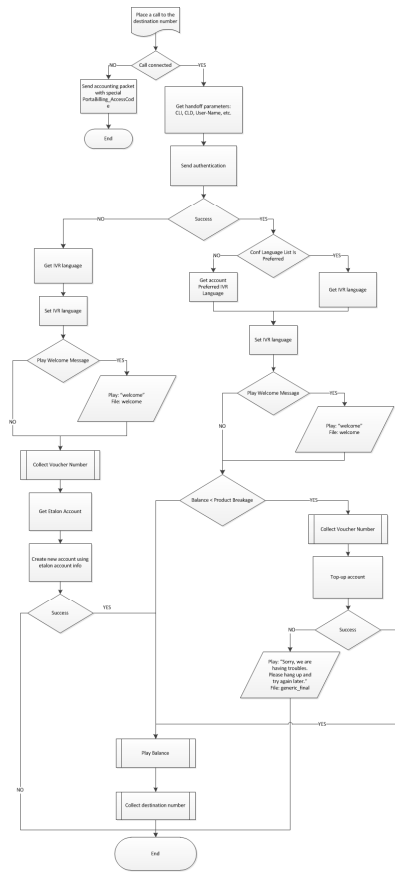 Place a call to the
destination number
Call connected
NO
YES
Send accounting packet
with special
PortaBilling_AccessCod
e
End
Get handoff parameters:
CLI, CLD, User-Name, etc.
Send authentication
Success
NO
YES
Get IVR language
Set IVR language
Play Welcome Message
YES
NO
Play: "welcome"
File: welcome
Collect Voucher Number
Get Etalon Account
Create new account using
etalon account info
Success
YES
NO
Conf Language List is
Preferred
NO
YES
Get account
Preferred IVR
Language
Get IVR language
Set IVR language
Play Welcome Message
YES
NO
Play: "welcome"
File: welcome
Balance < Product Breakage
YES
Collect Voucher Number
Top-up account
Success
NO
Play: "Sorry, we are
having troubles.
Please hang up and
try again later."
File: generic_final
YES
Play Balance
Collect destination number
End